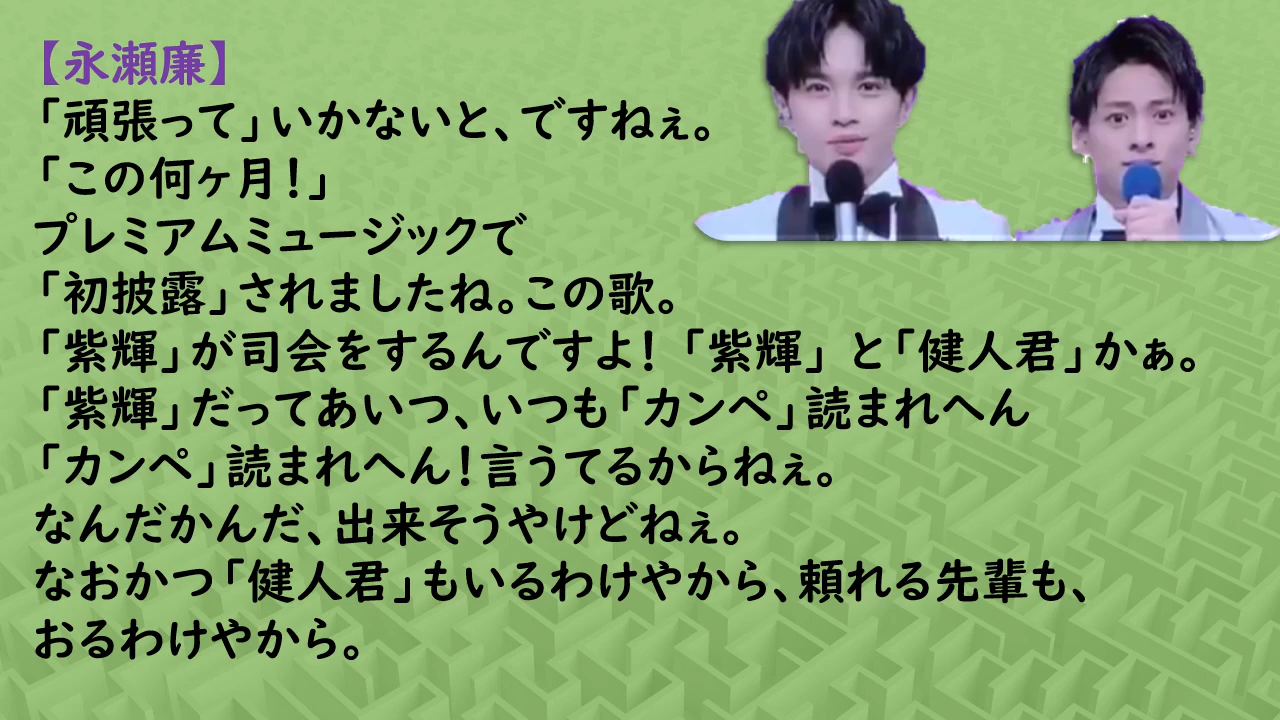 【永瀬廉】
「頑張って」いかないと、ですねぇ。
「この何ヶ月！」
プレミアムミュージックで
「初披露」されましたね。この歌。
「紫輝」が司会をするんですよ！「紫輝」と「健人君」かぁ。
「紫輝」だってあいつ、いつも「カンペ」読まれへん
「カンペ」読まれへん！言うてるからねぇ。
なんだかんだ、出来そうやけどねぇ。
なおかつ「健人君」もいるわけやから、頼れる先輩も、
おるわけやから。